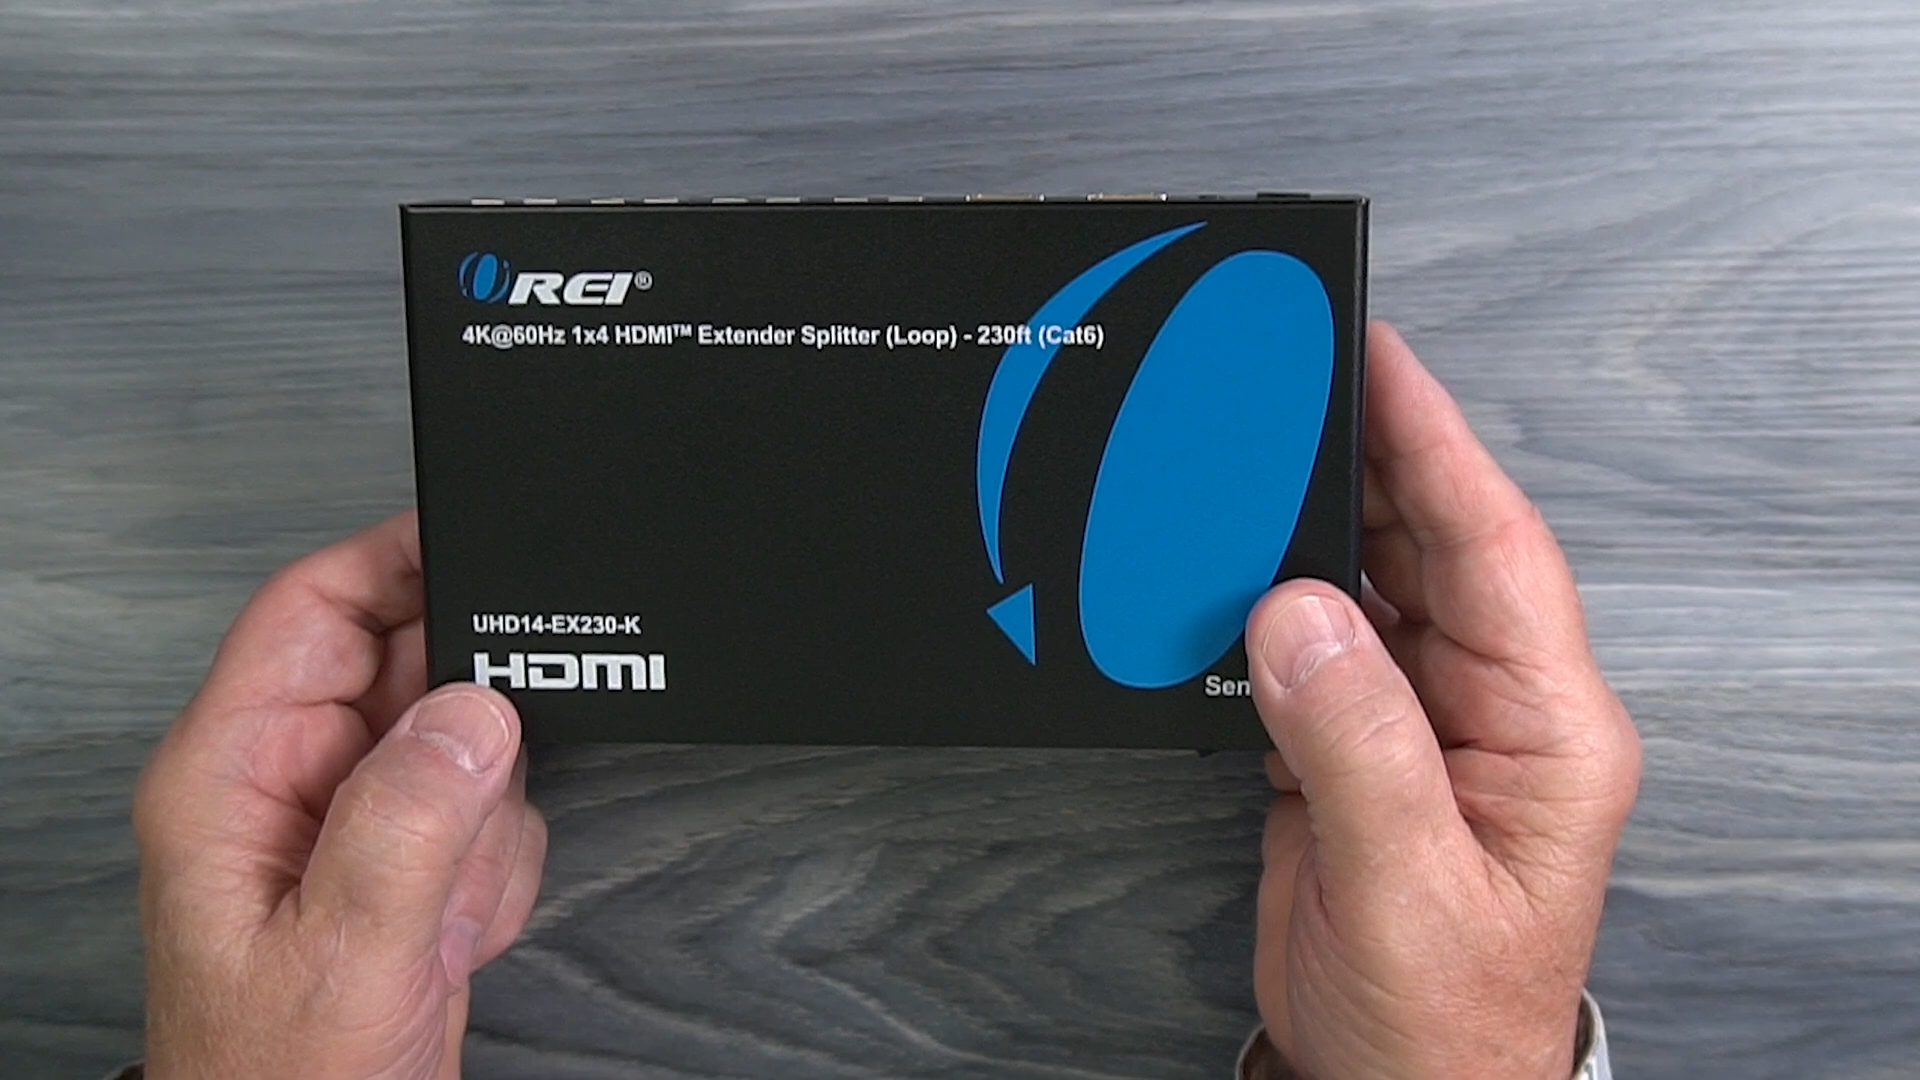 OREI®
4K@60Hz 1x4 HDMI™ Extender Splitter (Loop) - 230ft (Cat6)
UHD14-EX230-K
HDMI